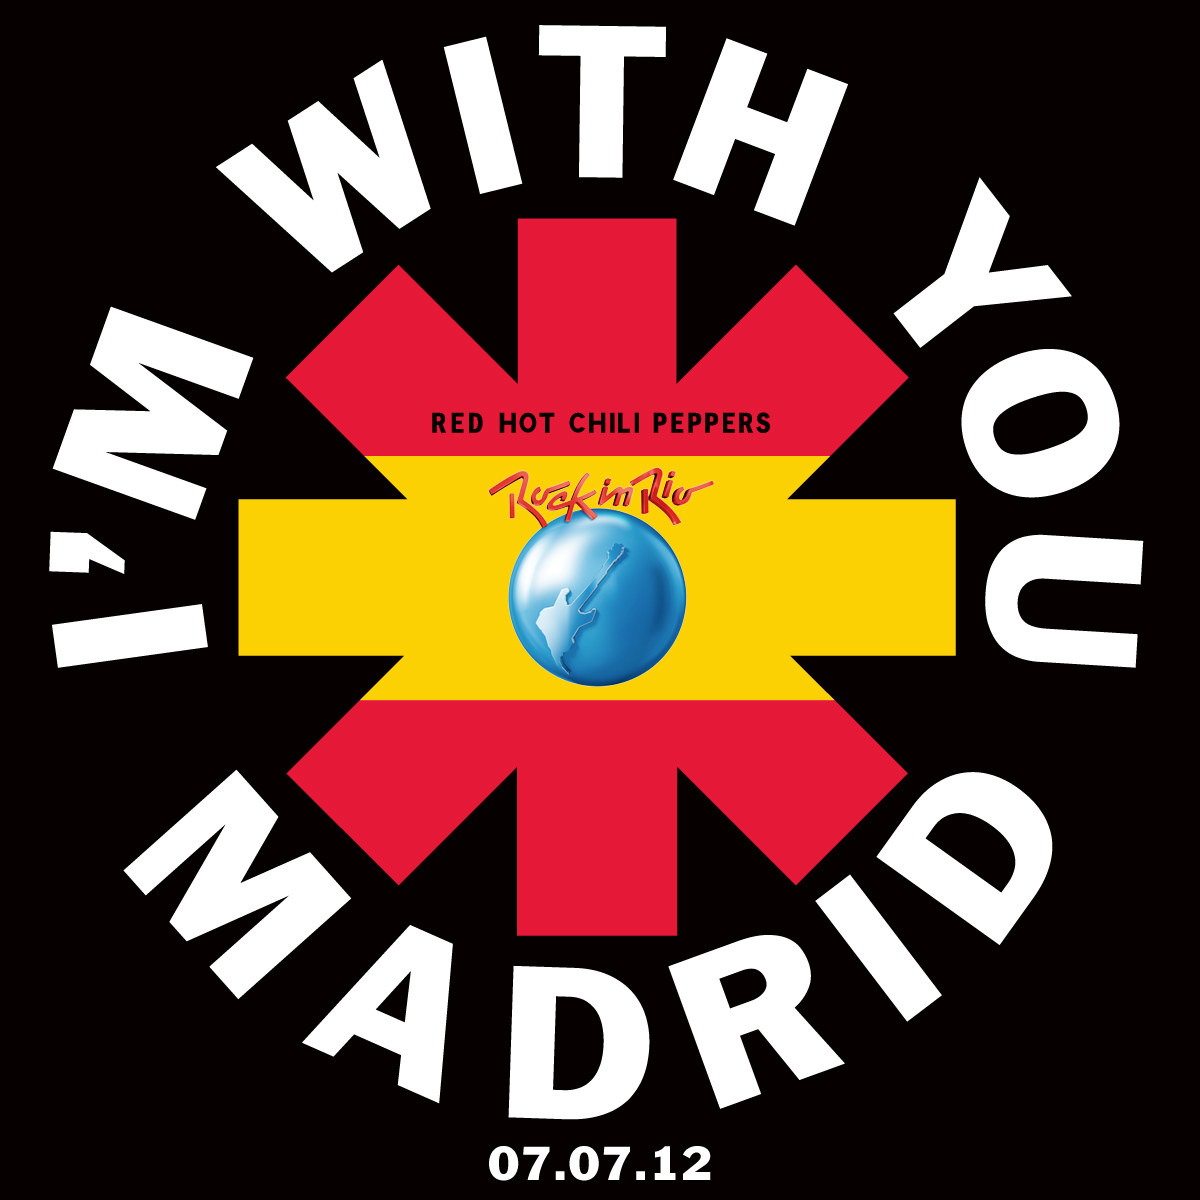 I'M WITH YOU
RED HOT CHILI PEPPERS
Rock in Rio
MADRID
07.07.12